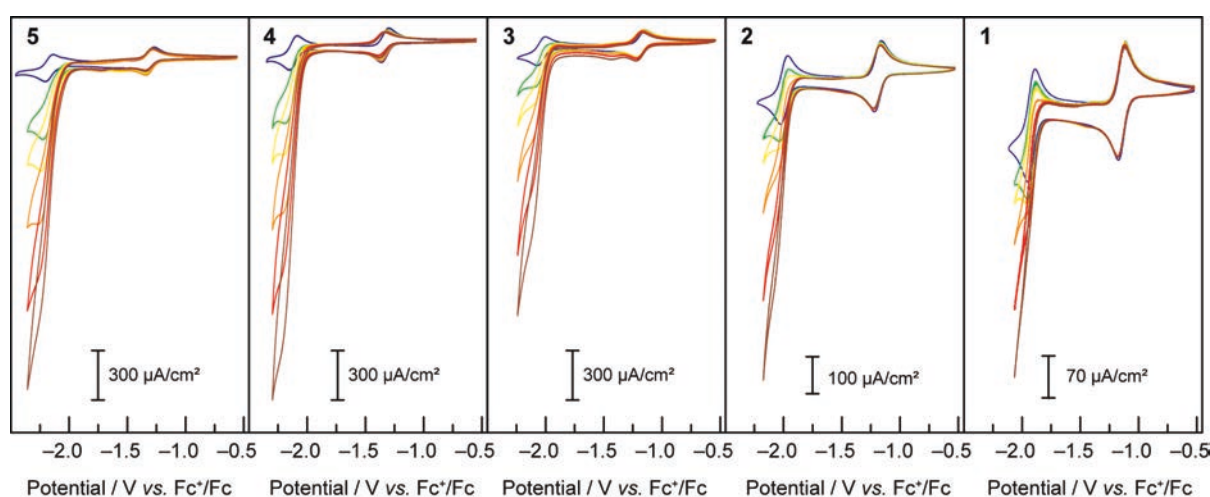 5 4 3 2 1
300 μA/cm² 300 μA/cm² 300 μA/cm² 100 μA/cm² 70 μA/cm²
–2.0 –1.5 –1.0 –0.5 –2.0 –1.5 –1.0 –0.5 –2.0 –1.5 –1.0 –0.5 –2.0 –1.5 –1.0 –0.5 –2.0 –1.5 –1.0 –0.5
Potential / V vs. Fc⁺/Fc Potential / V vs. Fc⁺/Fc Potential / V vs. Fc⁺/Fc Potential / V vs. Fc⁺/Fc Potential / V vs. Fc⁺/Fc